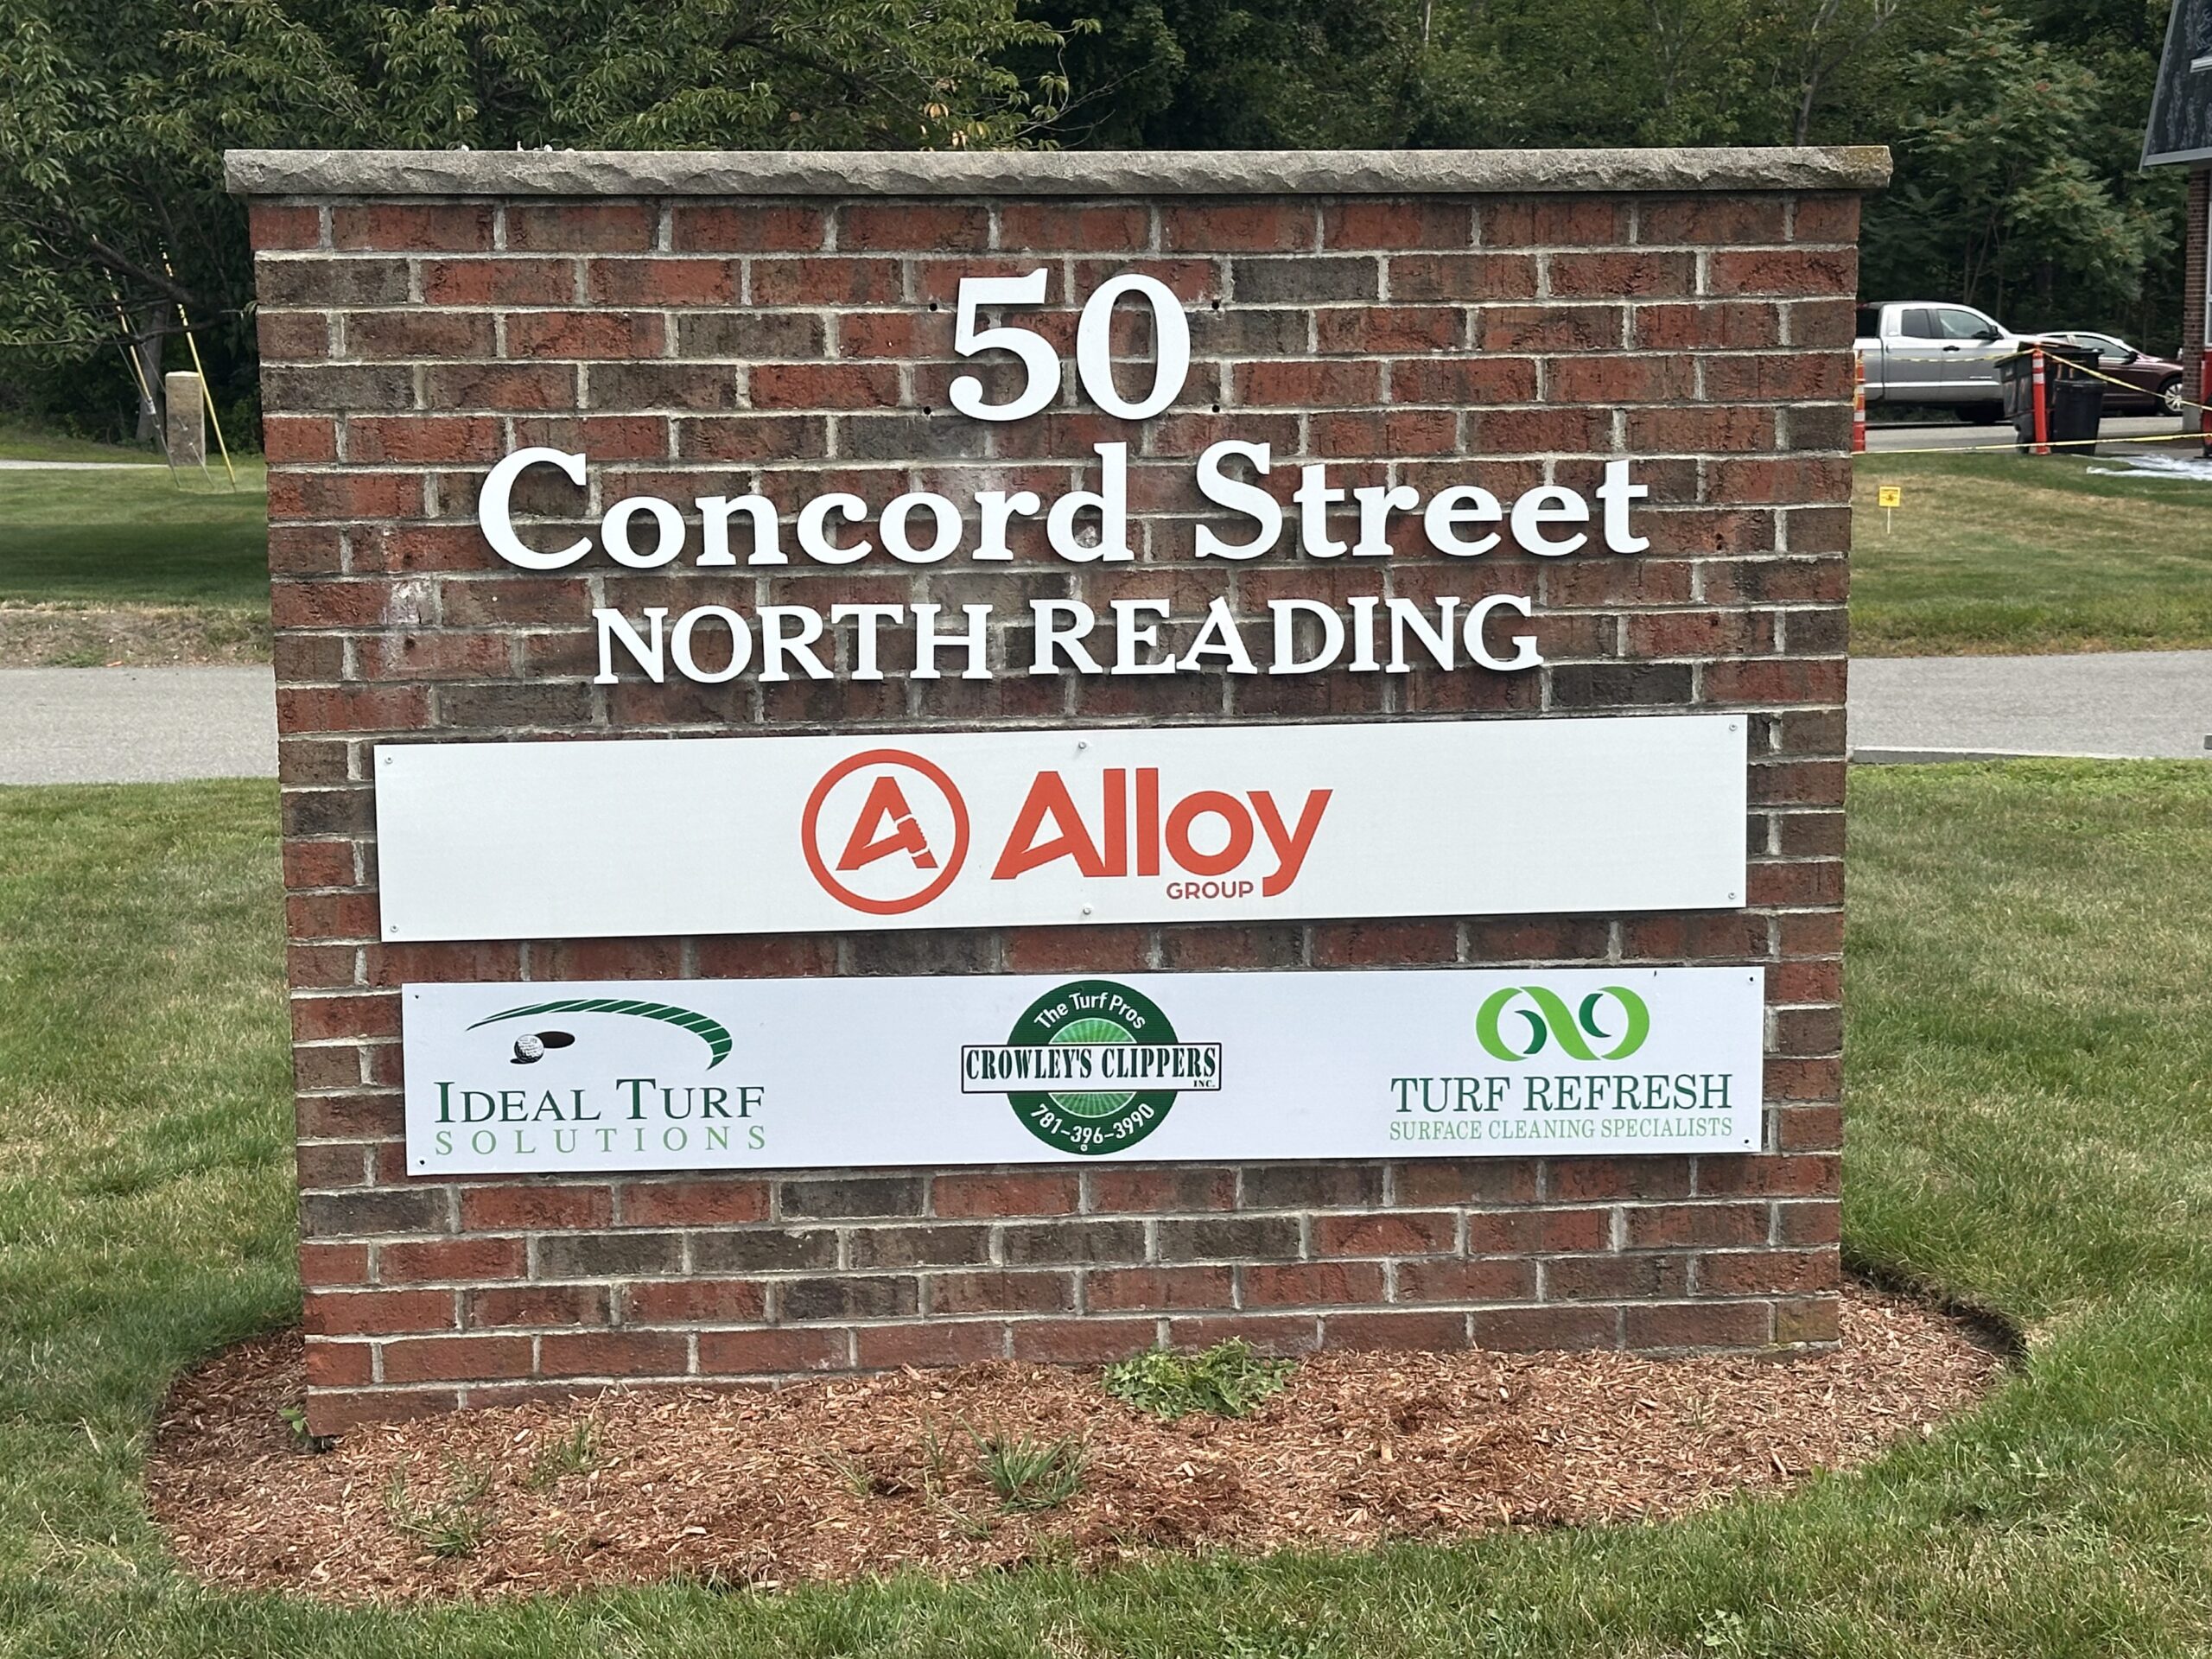 50
Concord Street
NORTH READING
Alloy
GROUP
IDEAL TURF
SOLUTIONS
The Turf Pros
CROWLEY'S CLIPPERS
INC.
781-396-3990
TURF REFRESH
SURFACE CLEANING SPECIALISTS